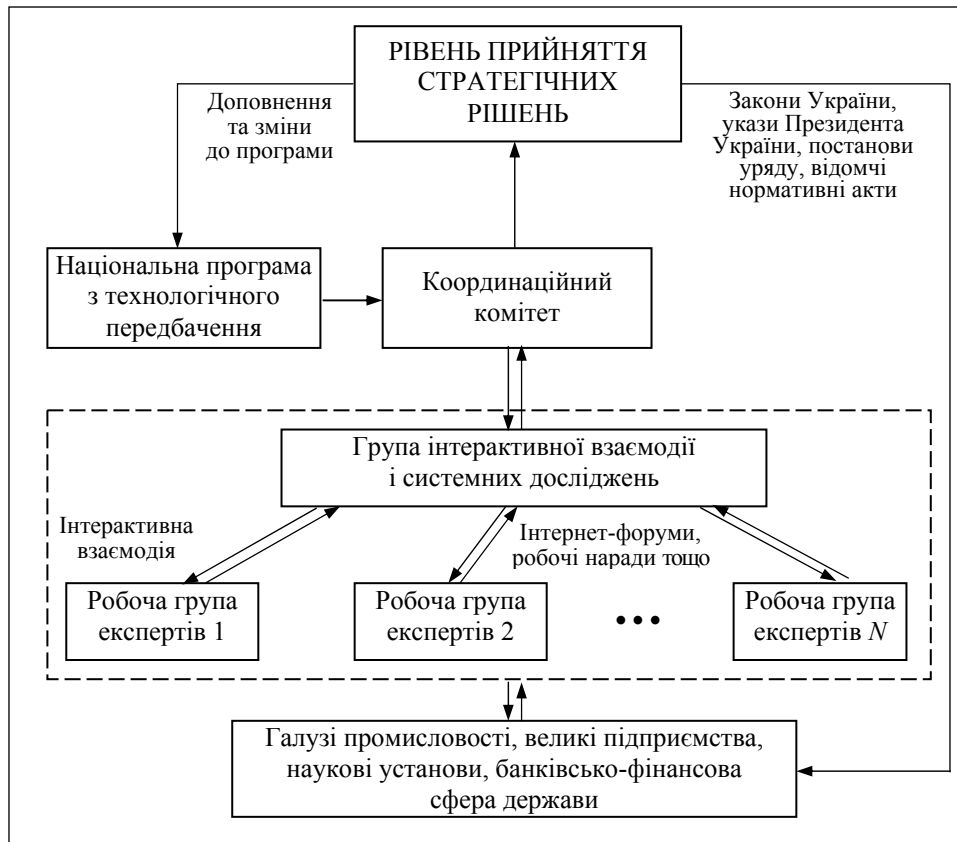 РІВЕНЬ ПРИЙНЯТТЯ
СТРАТЕГІЧНИХ
РІШЕНЬ
Доповнення
та зміни
до програми
Закони України,
укази Президента
України, постанови
уряду, відомчі
нормативні акти
Національна програма
з технологічного
передбачення
Координаційний
комітет
Група інтерактивної взаємодії
і системних досліджень
Інтерактивна
взаємодія
Інтернет-форуми,
робочі наради тощо
Робоча група
експертів 1
Робоча група
експертів 2
•••
Робоча група
експертів N
Галузі промисловості, великі підприємства,
наукові установи, банківсько-фінансова
сфера держави